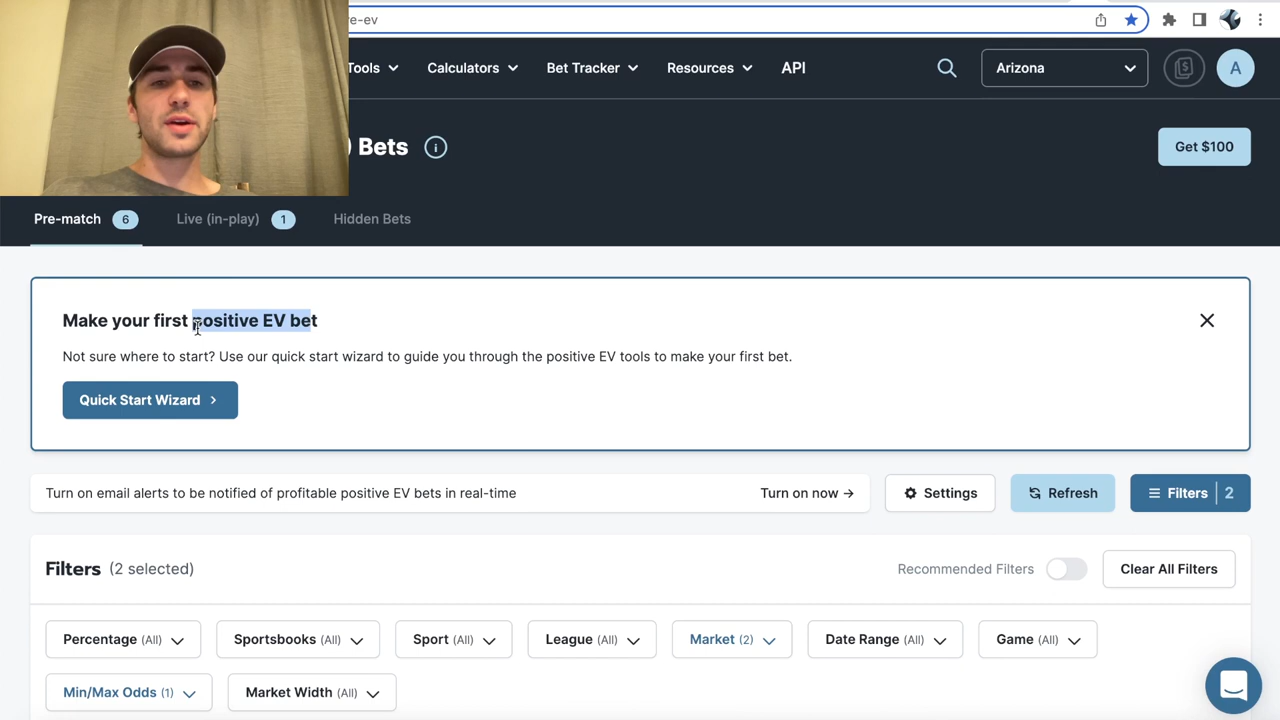 e-ev
Tools
Calculators
Bet Tracker
Resources
API
Arizona
A
) Bets
Get $100
Pre-match 6
Live (in-play) 1
Hidden Bets
Make your first positive EV bet
Not sure where to start? Use our quick start wizard to guide you through the positive EV tools to make your first bet.
Quick Start Wizard
Turn on email alerts to be notified of profitable positive EV bets in real-time
Turn on now →
Settings
Refresh
Filters | 2
Filters (2 selected)
Recommended Filters
Clear All Filters
Percentage (All)
Sportsbooks (All)
Sport (All)
League (All)
Market (2)
Date Range (All)
Game (All)
Min/Max Odds (1)
Market Width (All)